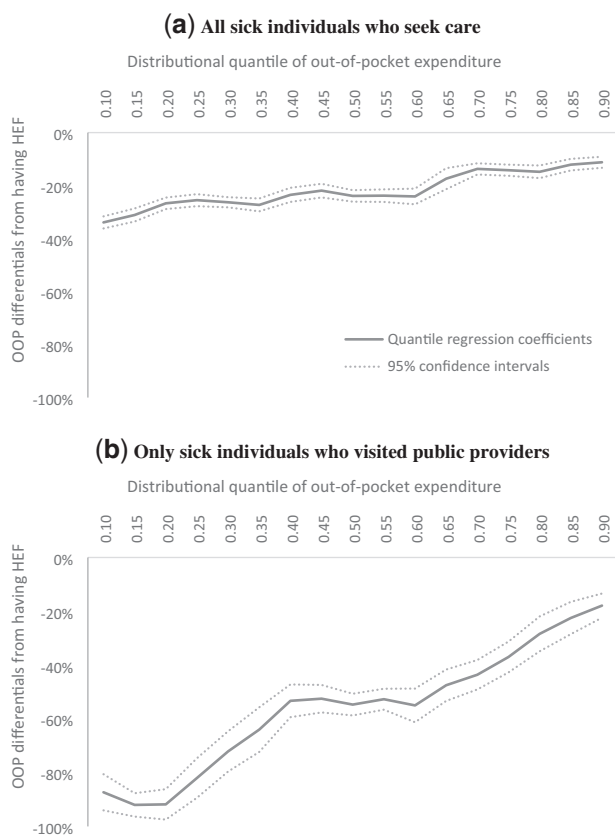 (a) All sick individuals who seek care
Distributional quantile of out-of-pocket expenditure
0.10 0.15 0.20 0.25 0.30 0.35 0.40 0.45 0.50 0.55 0.60 0.65 0.70 0.75 0.80 0.85 0.90
OOP differentials from having HEF
0%
-20%
-40%
-60%
-80%
-100%
Quantile regression coefficients
95% confidence intervals
(b) Only sick individuals who visited public providers
Distributional quantile of out-of-pocket expenditure
0.10 0.15 0.20 0.25 0.30 0.35 0.40 0.45 0.50 0.55 0.60 0.65 0.70 0.75 0.80 0.85 0.90
OOP differentials from having HEF
0%
-20%
-40%
-60%
-80%
-100%